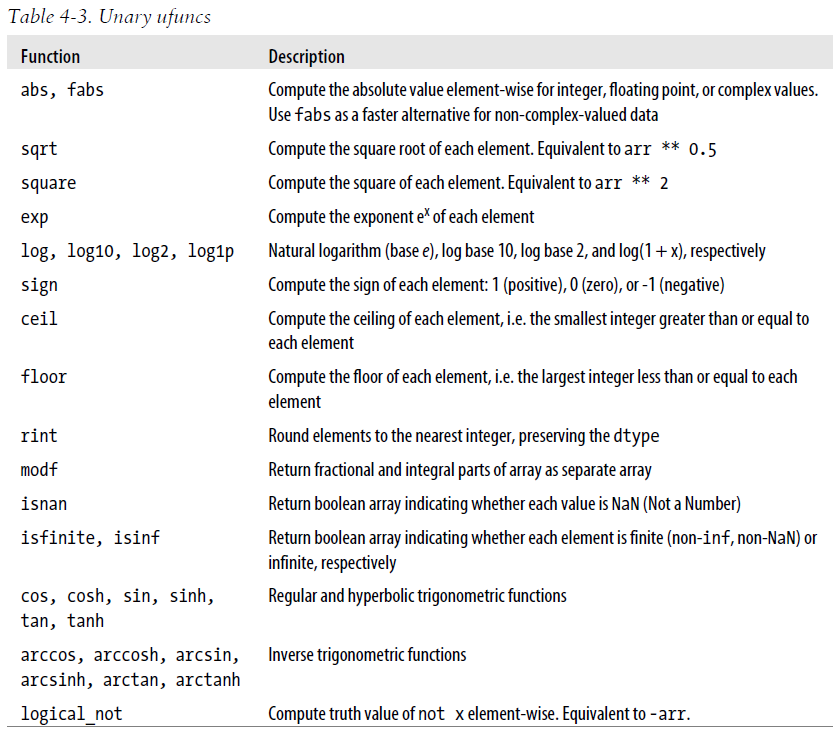 Table 4-3. Unary ufuncs
Function Description
abs, fabs Compute the absolute value element-wise for integer, floating point, or complex values.
Use fabs as a faster alternative for non-complex-valued data
sqrt Compute the square root of each element. Equivalent to arr ** 0.5
square Compute the square of each element. Equivalent to arr ** 2
exp Compute the exponent eˣ of each element
log, log10, log2, log1p Natural logarithm (base e), log base 10, log base 2, and log(1 + x), respectively
sign Compute the sign of each element: 1 (positive), 0 (zero), or -1 (negative)
ceil Compute the ceiling of each element, i.e. the smallest integer greater than or equal to
each element
floor Compute the floor of each element, i.e. the largest integer less than or equal to each
element
rint Round elements to the nearest integer, preserving the dtype
modf Return fractional and integral parts of array as separate array
isnan Return boolean array indicating whether each value is NaN (Not a Number)
isfinite, isinf Return boolean array indicating whether each element is finite (non-inf, non-NaN) or
infinite, respectively
cos, cosh, sin, sinh, Regular and hyperbolic trigonometric functions
tan, tanh
arccos, arccosh, arcsin, Inverse trigonometric functions
arcsinh, arctan, arctanh
logical_not Compute truth value of not x element-wise. Equivalent to -arr.